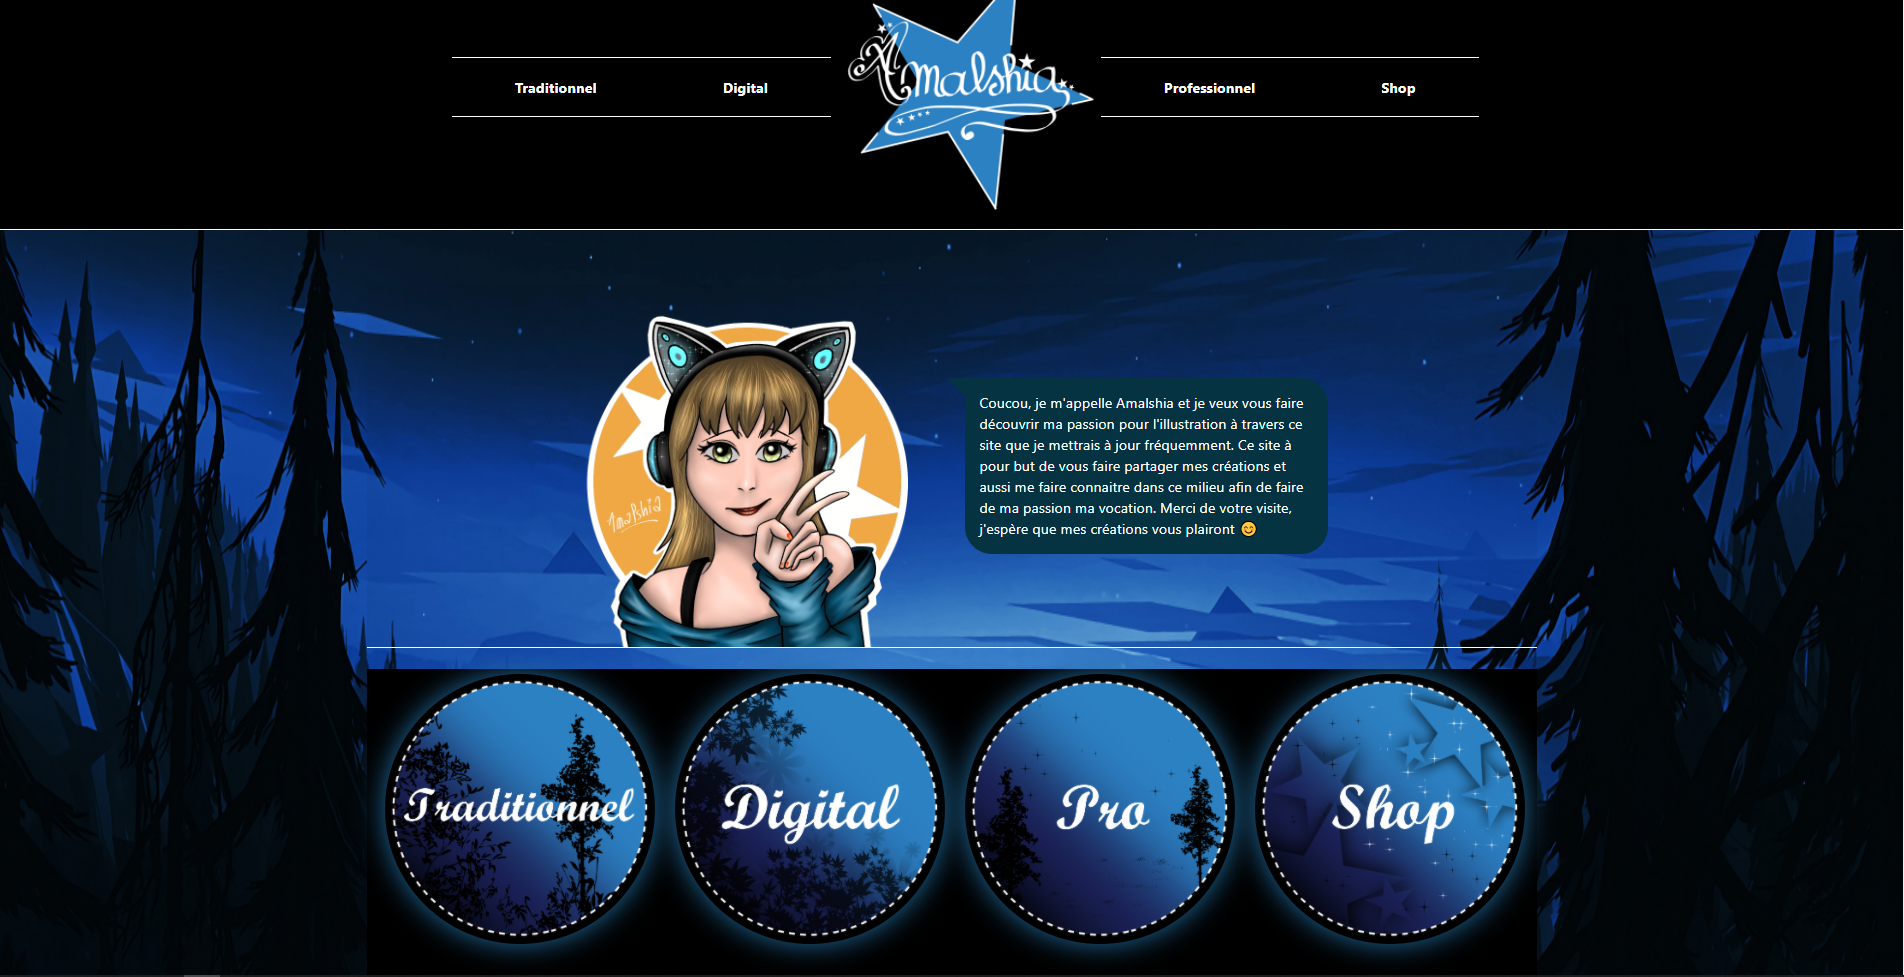 Traditionnel
Digital
Amalshia
Professionnel
Shop
Coucou, je m'appelle Amalshia et je veux vous faire
découvrir ma passion pour l'illustration à travers ce
site que je mettrais à jour fréquemment. Ce site à
pour but de vous faire partager mes créations et
aussi me faire connaitre dans ce milieu afin de faire
de ma passion ma vocation. Merci de votre visite,
j'espère que mes créations vous plairont 😊
Amalshia
Traditionnel
Digital
Pro
Shop